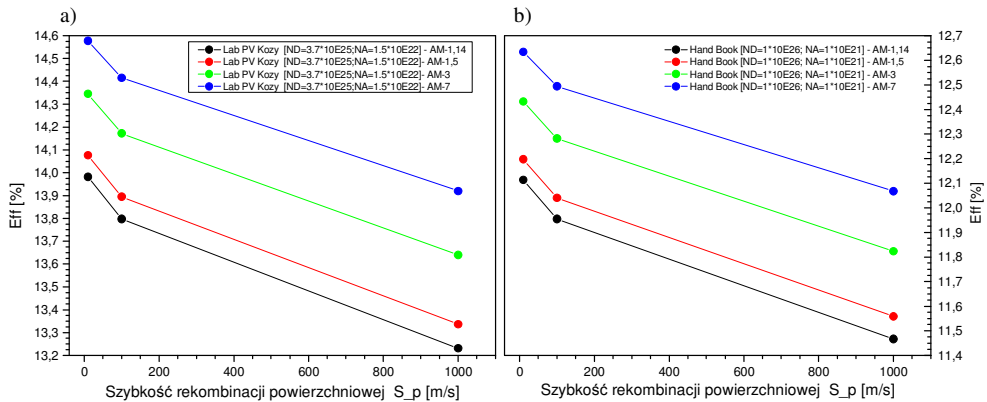 a)
14,6
14,5
14,4
14,3
14,2
14,1
14,0
13,9
13,8
13,7
13,6
13,5
13,4
13,3
13,2
Eff [%]
Lab PV Kozy [ND=3.7*10E25;NA=1.5*10E22] - AM-1,14
Lab PV Kozy [ND=3.7*10E25;NA=1.5*10E22]- AM-1,5
Lab PV Kozy [ND=3.7*10E25;NA=1.5*10E22]- AM-3
Lab PV Kozy [ND=3.7*10E25;NA=1.5*10E22]- AM-7
0 200 400 600 800 1000
Szybkość rekombinacji powierzchniowej S_p [m/s]
b)
Hand Book [ND=1*10E26; NA=1*10E21] - AM-1,14
Hand Book [ND=1*10E26; NA=1*10E21] - AM-1,5
Hand Book [ND=1*10E26; NA=1*10E21] - AM-3
Hand Book [ND=1*10E26; NA=1*10E21] - AM-7
12,7
12,6
12,5
12,4
12,3
12,2
12,1
12,0
11,9
11,8
11,7
11,6
11,5
11,4
Eff [%]
0 200 400 600 800 1000
Szybkość rekombinacji powierzchniowej S_p [m/s]